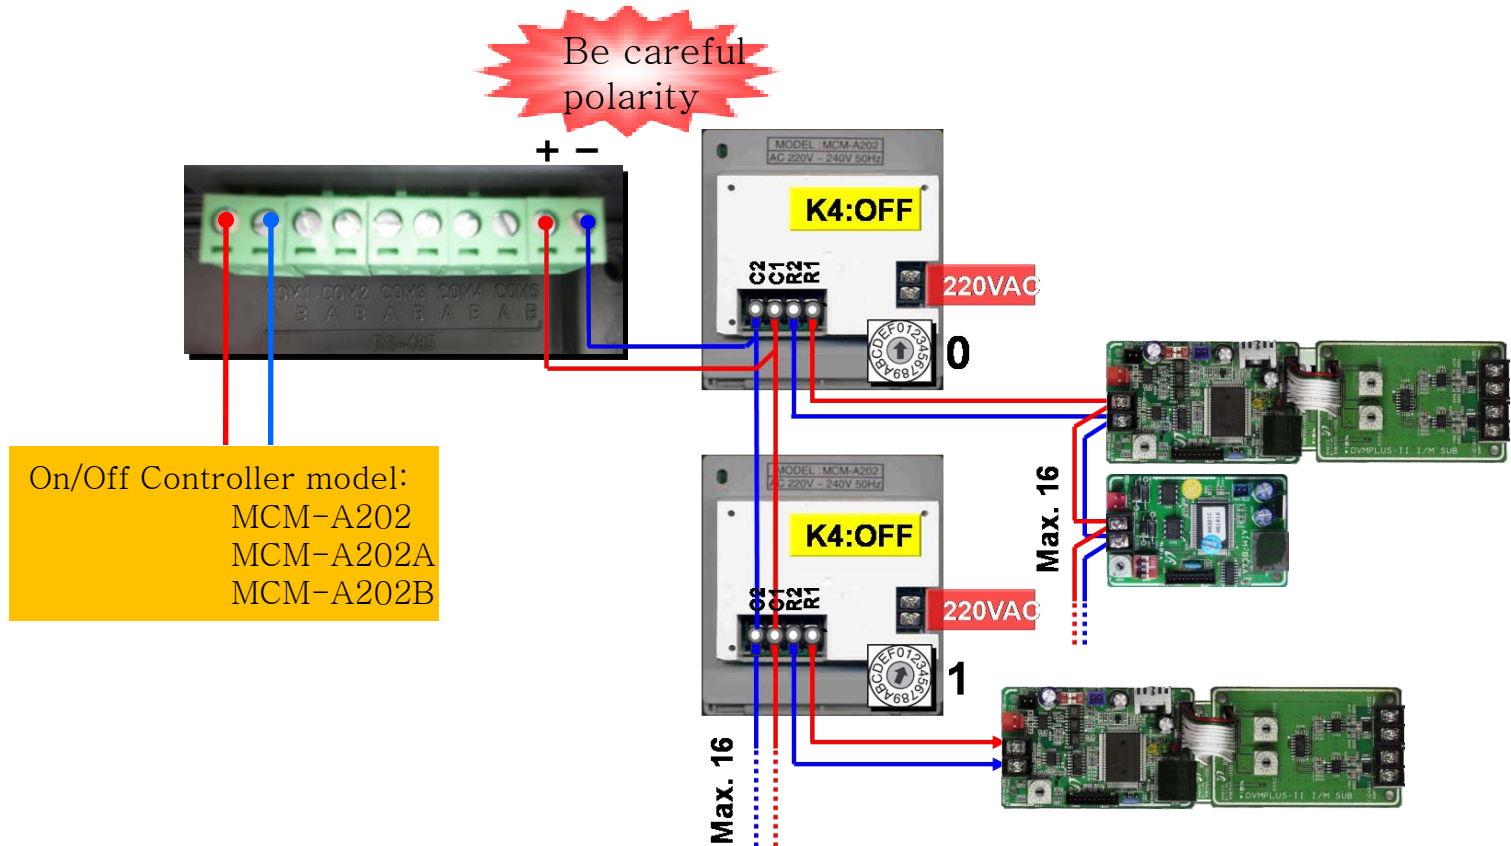 Be careful
polarity
+ −
MODEL : MCM-A202
AC 220V ~ 240V 50Hz
K4:OFF
C2 C1 R2 R1
220VAC
0
COM1 COM2 COM3 COM4 COM5
A B A B A B A B A B
RS-485
On/Off Controller model:
MCM-A202
MCM-A202A
MCM-A202B
DVMPLUS-II I/M SUB
MODEL : MCM-A202
AC 220V ~ 240V 50Hz
K4:OFF
C2 C1 R2 R1
220VAC
1
Max. 16
Max. 16
DVMPLUS-II I/M SUB